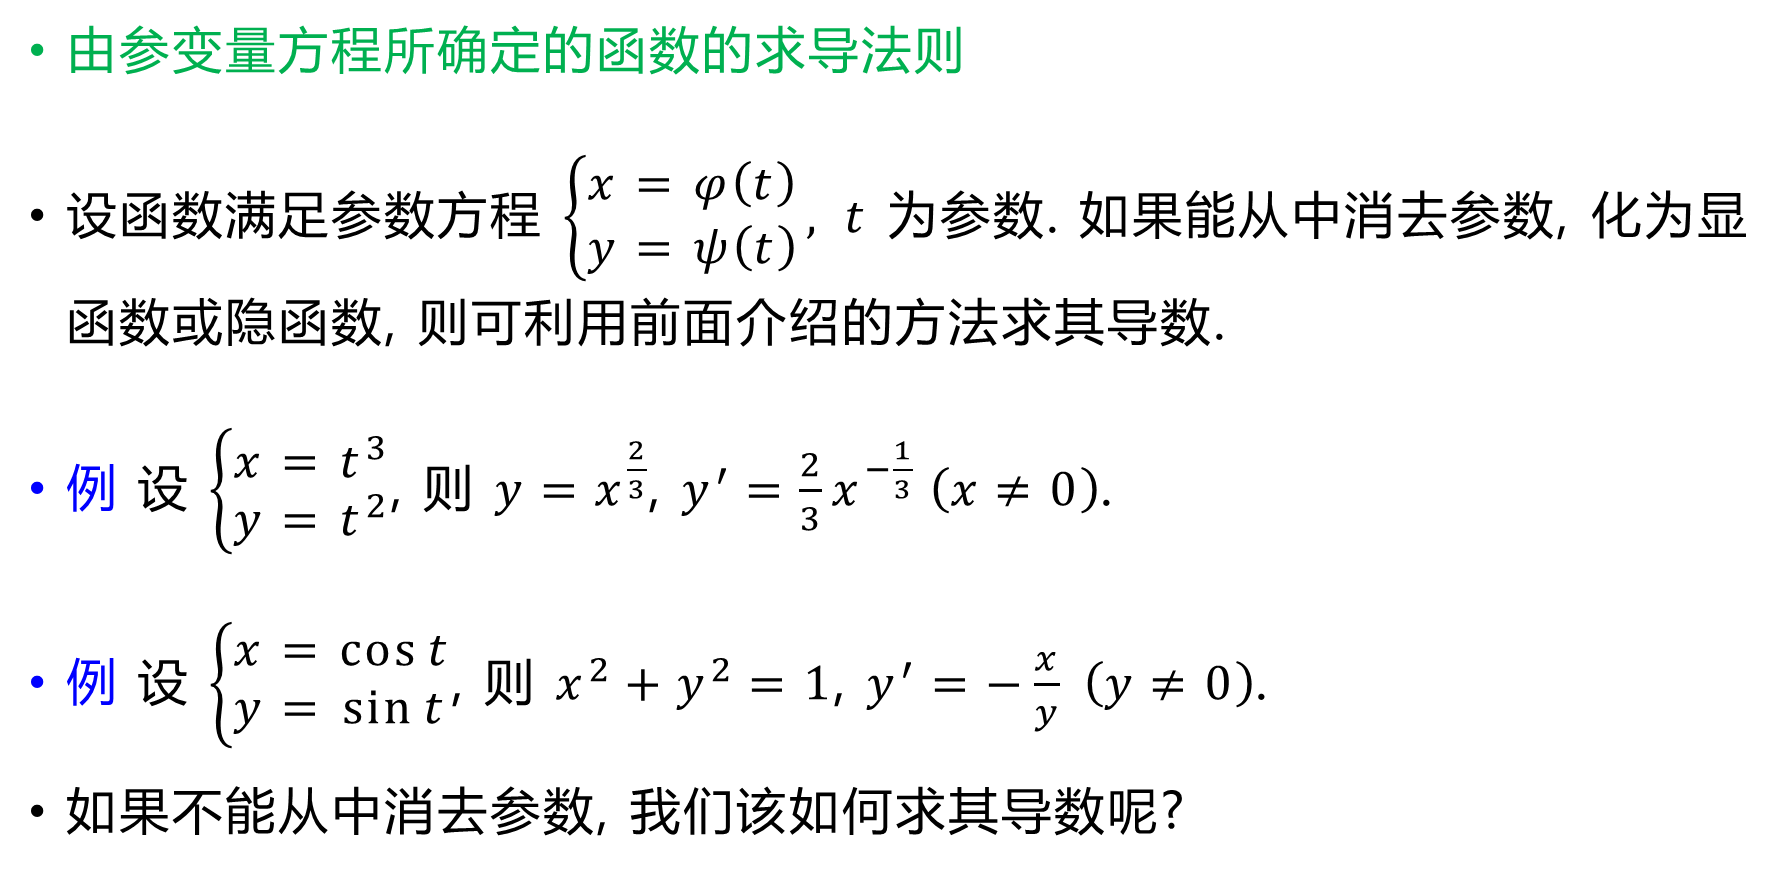 • 由参变量方程所确定的函数的求导法则
• 设函数满足参数方程 { x = φ(t) y = ψ(t) , t 为参数. 如果能从中消去参数, 化为显
函数或隐函数, 则可利用前面介绍的方法求其导数.
• 例 设 { x = t³ y = t² , 则 y = x^(2/3), y′ = 2/3 x^(−1/3) (x ≠ 0).
• 例 设 { x = cos t y = sin t , 则 x² + y² = 1, y′ = − x/y (y ≠ 0).
• 如果不能从中消去参数, 我们该如何求其导数呢?